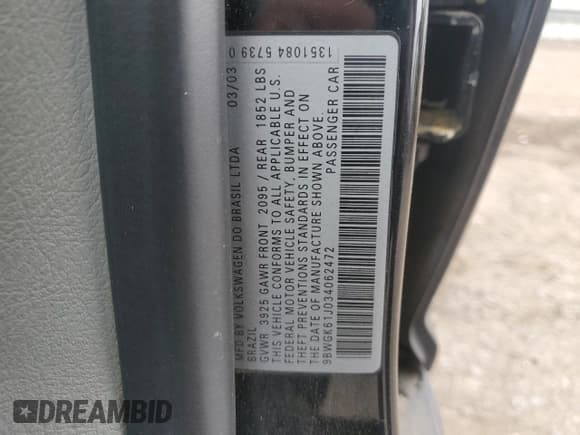 1351084 5739 0
MFD BY VOLKSWAGEN DO BRASIL LTDA 03/03
BRAZIL
GVWR 3925 GAWR FRONT 2095 / REAR 1852 LBS
THIS VEHICLE CONFORMS TO ALL APPLICABLE U.S.
FEDERAL MOTOR VEHICLE SAFETY, BUMPER AND
THEFT PREVENTIONS STANDARDS IN EFFECT ON
THE DATE OF MANUFACTURE SHOWN ABOVE.
9BWGK61J034062472 PASSENGER CAR
DREAMBID